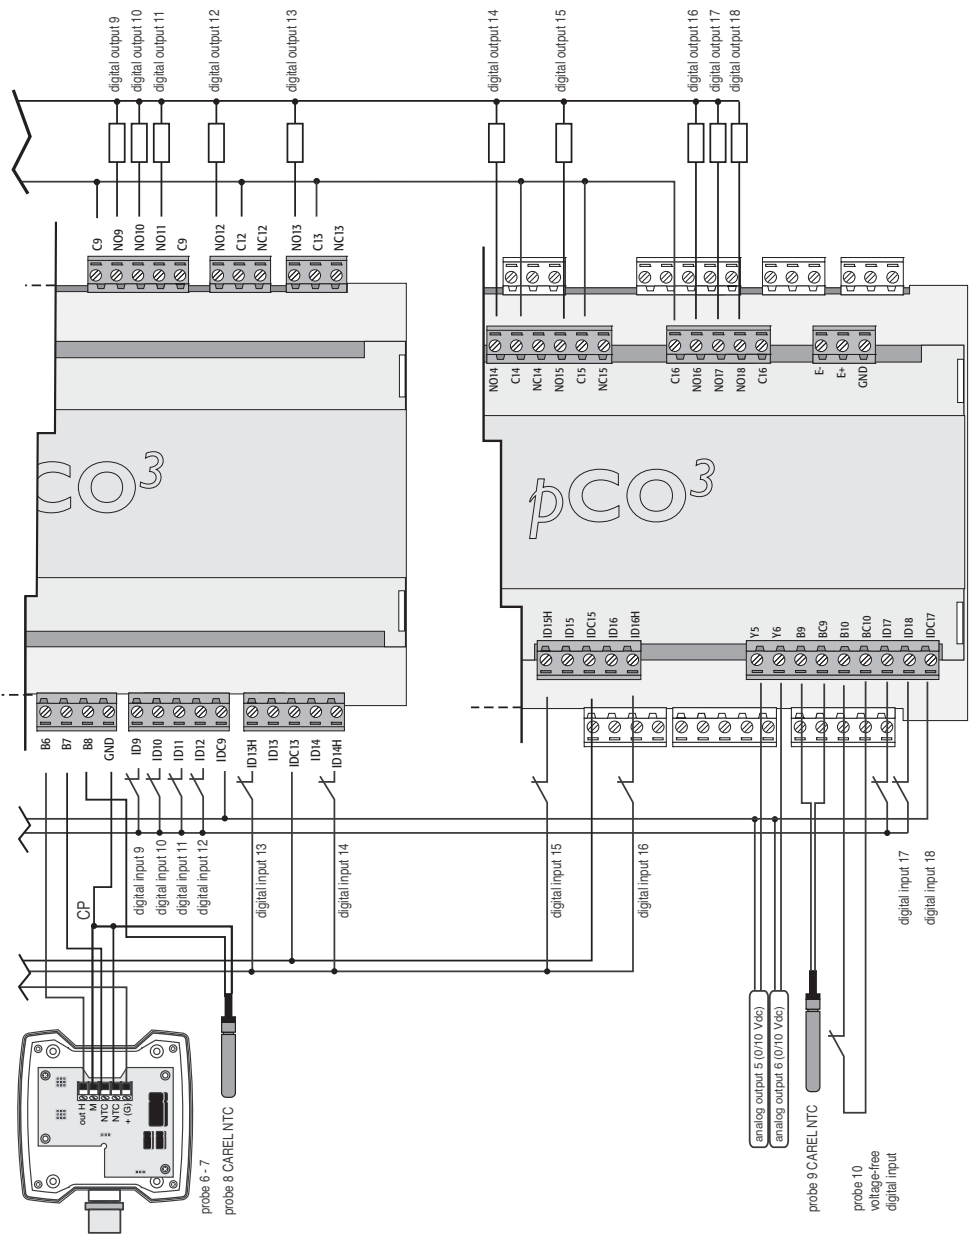 digital output 9
digital output 10
digital output 11
digital output 12
digital output 13
digital output 14
digital output 15
digital output 16
digital output 17
digital output 18
C9
NO9
NO10
NO11
C9
NO12
C12
NC12
NO13
C13
NC13
NO14
C14
NC14
NO15
C15
NC15
C16
NO16
NO17
NO18
C16
E-
E+
GND
CO3
pCO3
B6
B7
B8
GND
ID9
ID10
ID11
ID12
IDC9
ID13H
ID13
IDC13
ID14
ID14H
ID15H
ID15
IDC15
ID16
ID16H
Y5
Y6
B9
BC9
B10
BC10
ID17
ID18
IDC17
CP
digital input 9
digital input 10
digital input 11
digital input 12
digital input 13
digital input 14
digital input 15
digital input 16
digital input 17
digital input 18
out H
M
NTC
NTC
+ (G)
probe 6 - 7
probe 8 CAREL NTC
analog output 5 (0/10 Vdc)
analog output 6 (0/10 Vdc)
probe 9 CAREL NTC
probe 10
voltage-free
digital input